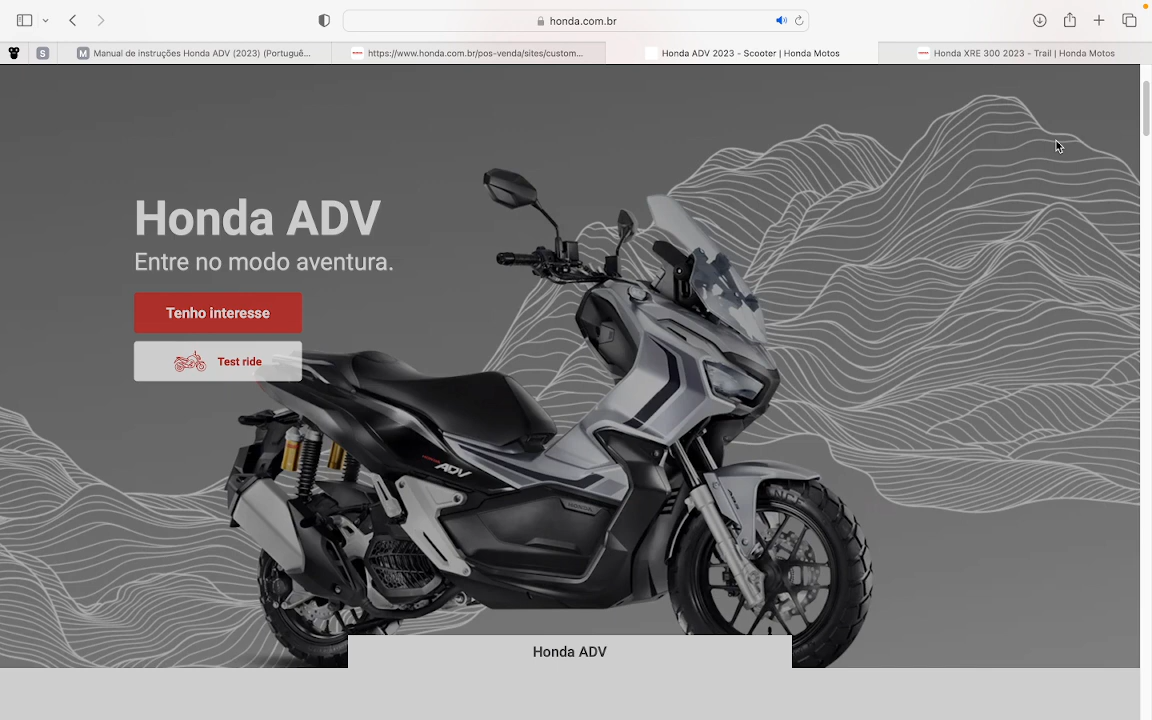 honda.com.br
S
M Manual de instruções Honda ADV (2023) (Portuguê...
https://www.honda.com.br/pos-venda/sites/custom...
Honda ADV 2023 - Scooter | Honda Motos
Honda XRE 300 2023 - Trail | Honda Motos
Honda ADV
Entre no modo aventura.
Tenho interesse
Test ride
ADV
HONDA
Honda ADV